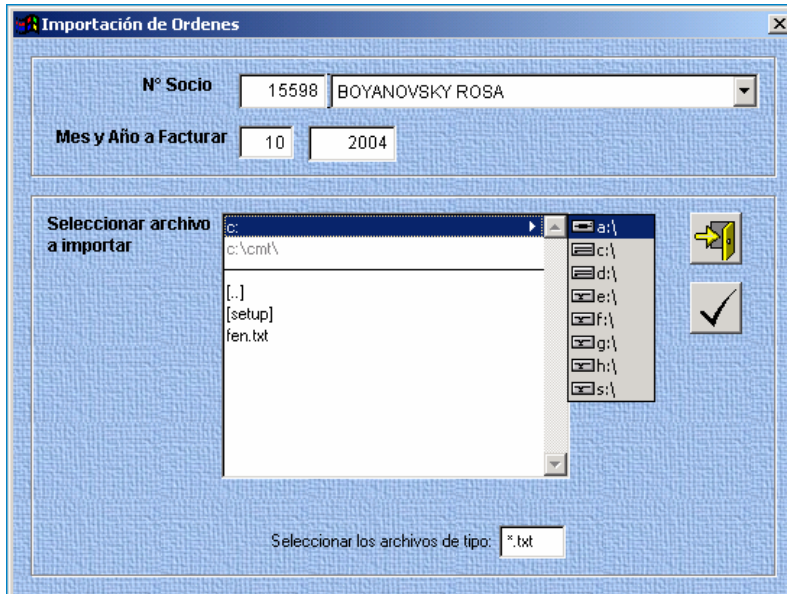 Importación de Ordenes
N° Socio 15598 BOYANOVSKY ROSA
Mes y Año a Facturar 10 2004
Seleccionar archivo
a importar
c:
c:\cmt\
[..]
[setup]
fen.txt
a:\
c:\
d:\
e:\
f:\
g:\
h:\
s:\
Seleccionar los archivos de tipo: *.txt